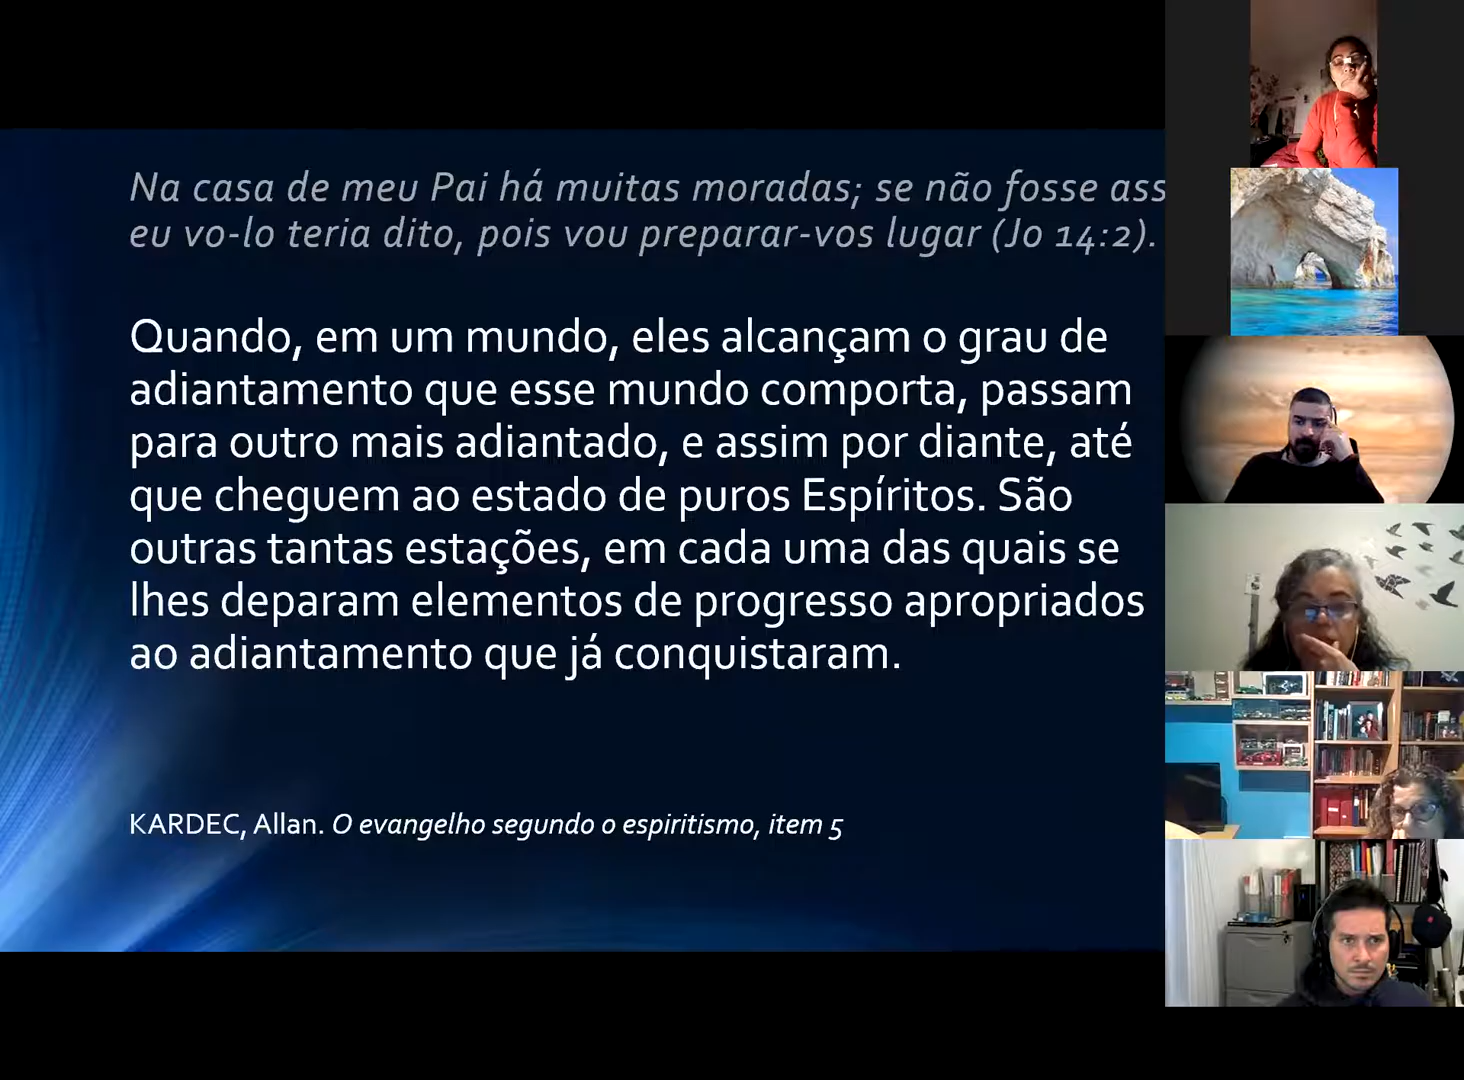 Na casa de meu Pai há muitas moradas; se não fosse ass
eu vo-lo teria dito, pois vou preparar-vos lugar (Jo 14:2).
Quando, em um mundo, eles alcançam o grau de
adiantamento que esse mundo comporta, passam
para outro mais adiantado, e assim por diante, até
que cheguem ao estado de puros Espíritos. São
outras tantas estações, em cada uma das quais se
lhes deparam elementos de progresso apropriados
ao adiantamento que já conquistaram.
KARDEC, Allan. O evangelho segundo o espiritismo, item 5